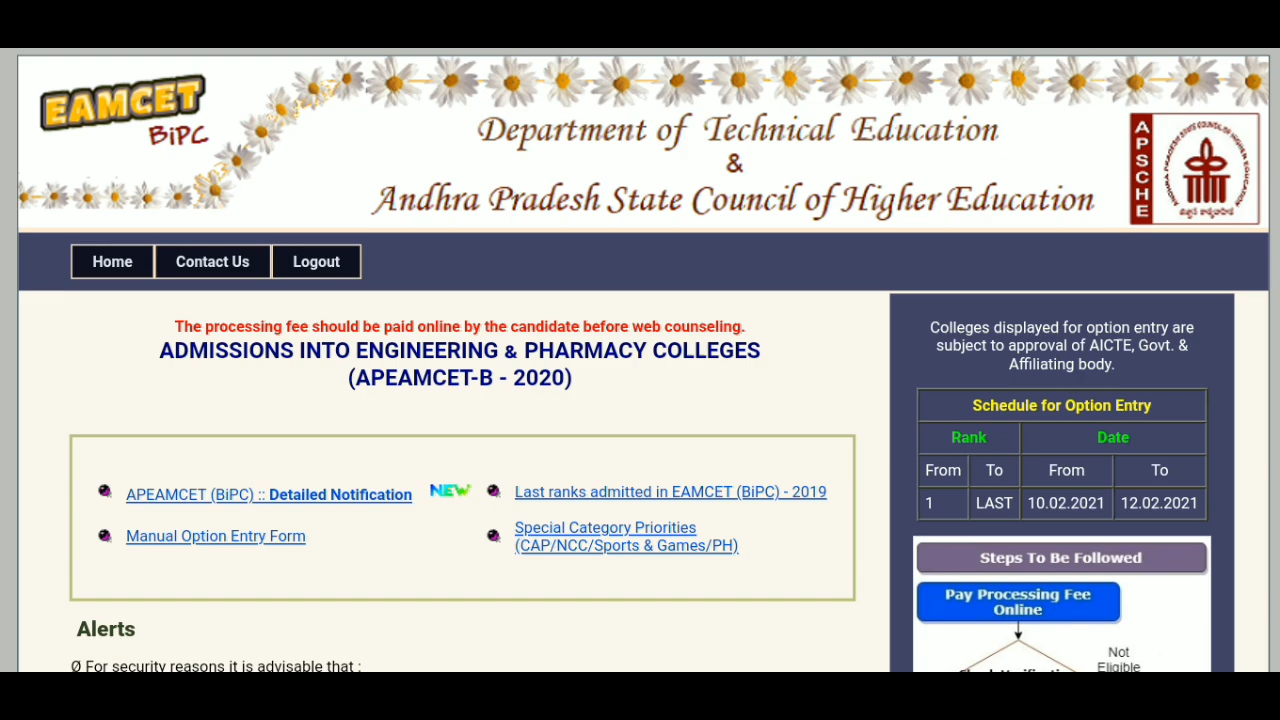 EAMCET
BiPC
Department of Technical Education
&
Andhra Pradesh State Council of Higher Education
APSCHE
Home
Contact Us
Logout
The processing fee should be paid online by the candidate before web counseling.
ADMISSIONS INTO ENGINEERING & PHARMACY COLLEGES
(APEAMCET-B - 2020)
APEAMCET (BiPC) :: Detailed Notification
NEW
Last ranks admitted in EAMCET (BiPC) - 2019
Manual Option Entry Form
Special Category Priorities
(CAP/NCC/Sports & Games/PH)
Alerts
Ø For security reasons it is advisable that :
Colleges displayed for option entry are
subject to approval of AICTE, Govt. &
Affiliating body.
Schedule for Option Entry
Rank Date
From To From To
1 LAST 10.02.2021 12.02.2021
Steps To Be Followed
Pay Processing Fee
Online
Not
Eligible